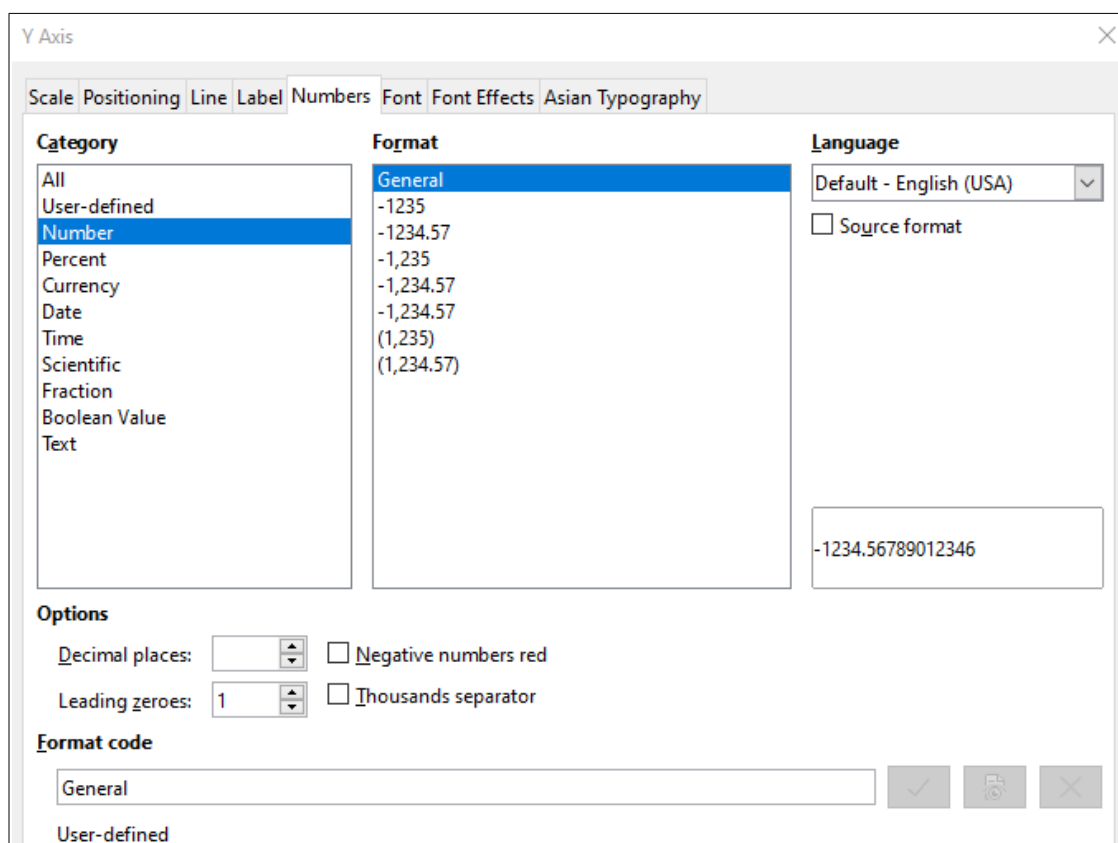 Y Axis
Scale Positioning Line Label Numbers Font Font Effects Asian Typography
Category
All
User-defined
Number
Percent
Currency
Date
Time
Scientific
Fraction
Boolean Value
Text
Format
General
-1235
-1234.57
-1,235
-1,234.57
-1,234.57
(1,235)
(1,234.57)
Language
Default - English (USA)
Source format
-1234.56789012346
Options
Decimal places:
Negative numbers red
Leading zeroes: 1
Thousands separator
Format code
General
User-defined